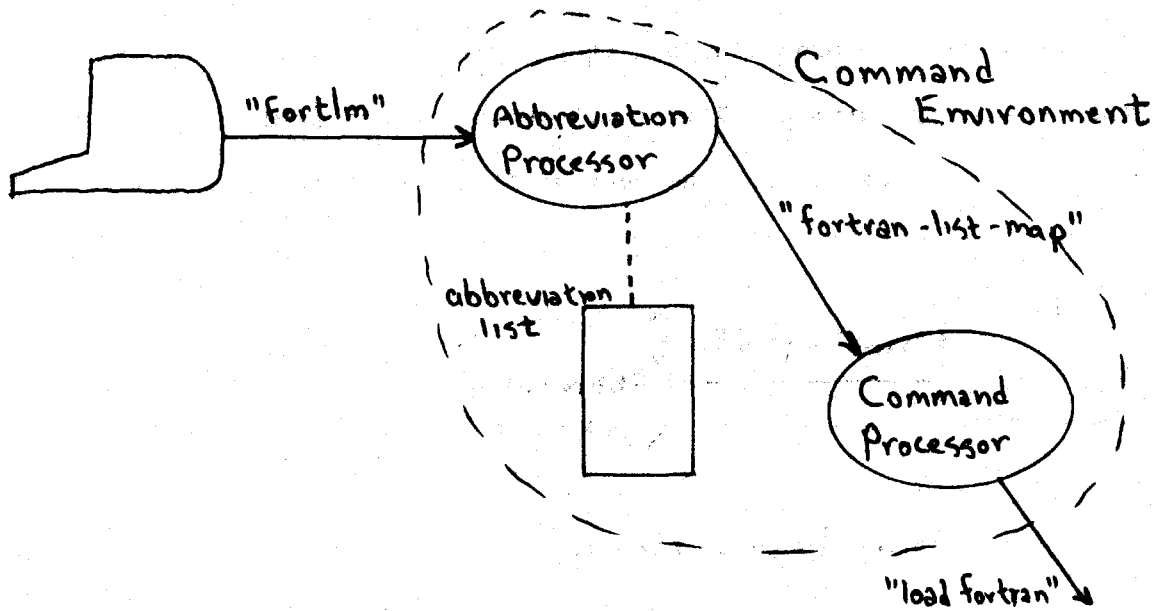 Command
Environment
"fortlm"
Abbreviation
Processor
"fortran -list -map"
abbreviation
list
Command
Processor
"load fortran"